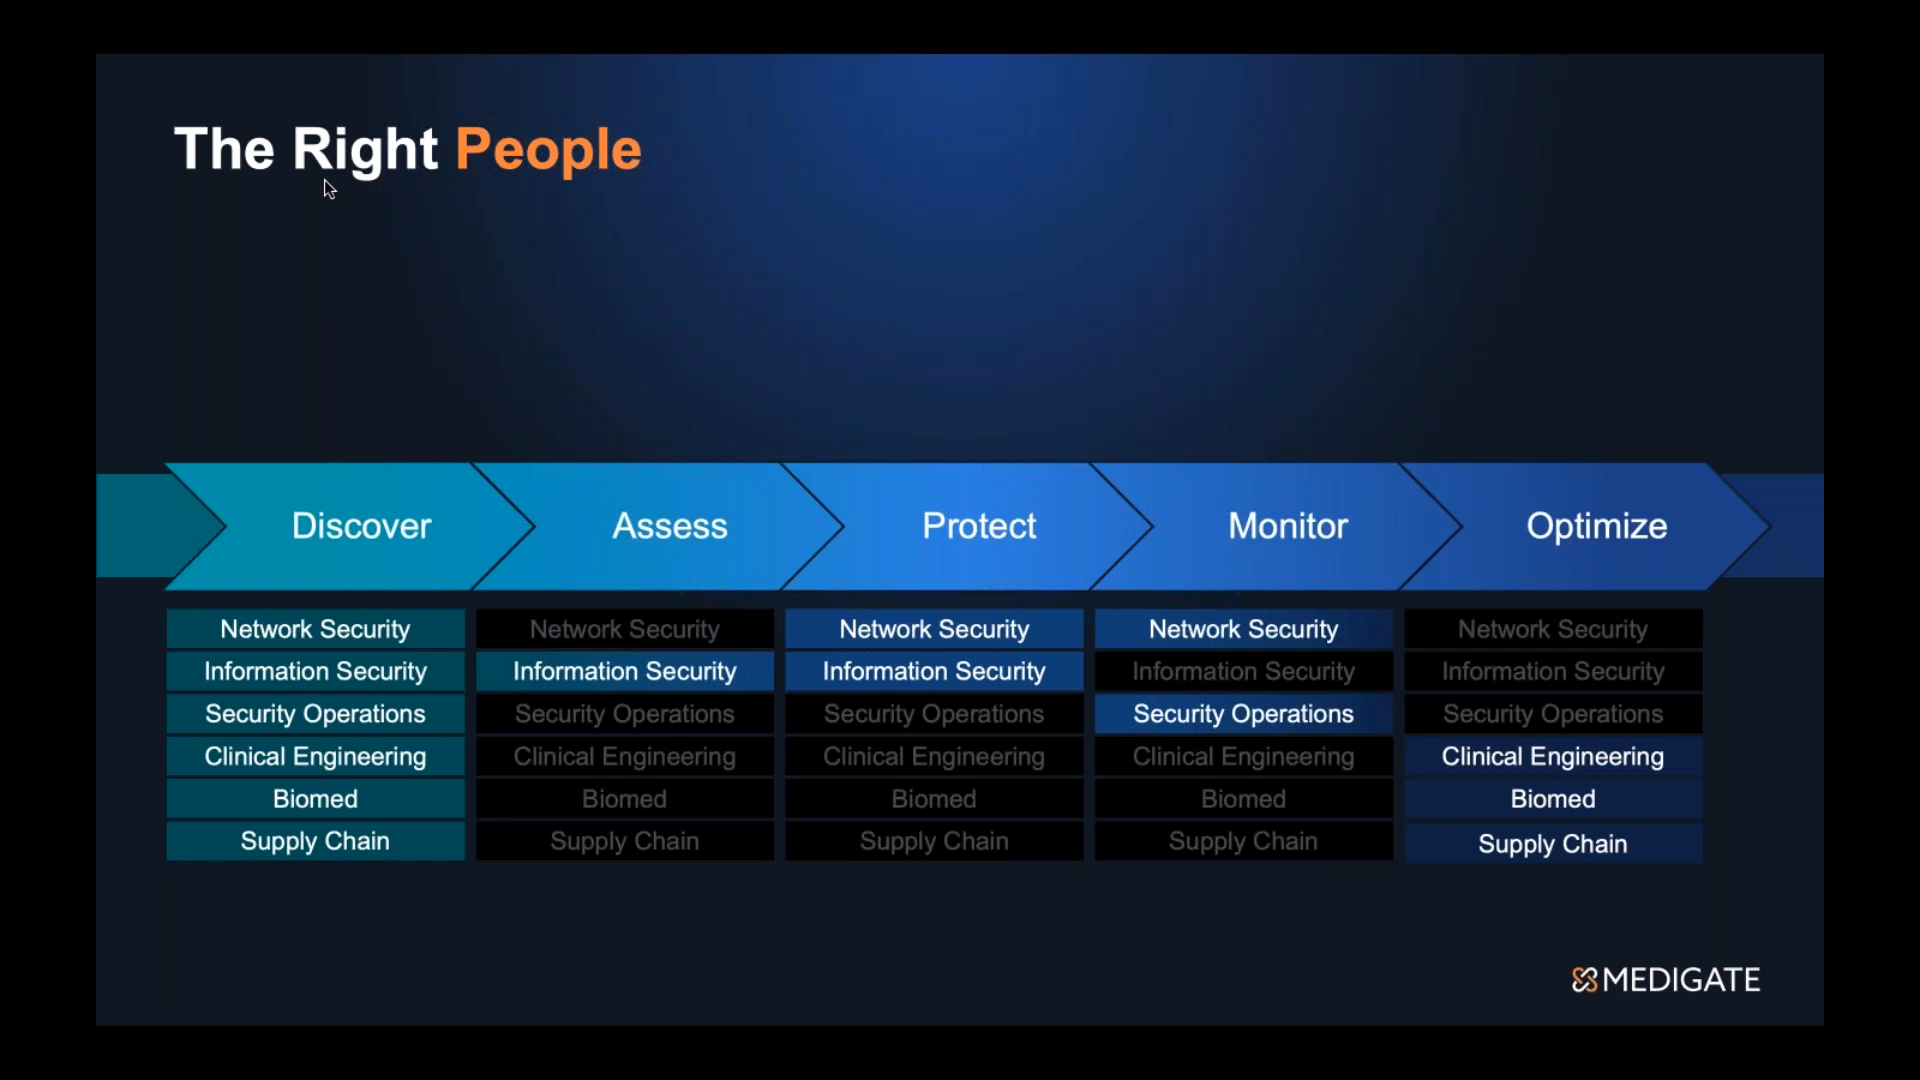 The Right People
Discover Assess Protect Monitor Optimize
Network Security Network Security Network Security Network Security Network Security
Information Security Information Security Information Security Information Security Information Security
Security Operations Security Operations Security Operations Security Operations Security Operations
Clinical Engineering Clinical Engineering Clinical Engineering Clinical Engineering Clinical Engineering
Biomed Biomed Biomed Biomed Biomed
Supply Chain Supply Chain Supply Chain Supply Chain Supply Chain
MEDIGATE